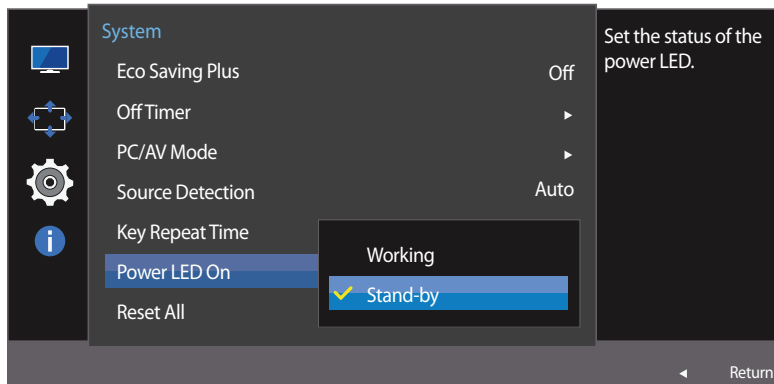 System
Eco Saving Plus Off
Off Timer
PC/AV Mode
Source Detection Auto
Key Repeat Time
Power LED On
Reset All
Working
Stand-by
Set the status of the
power LED.
Return